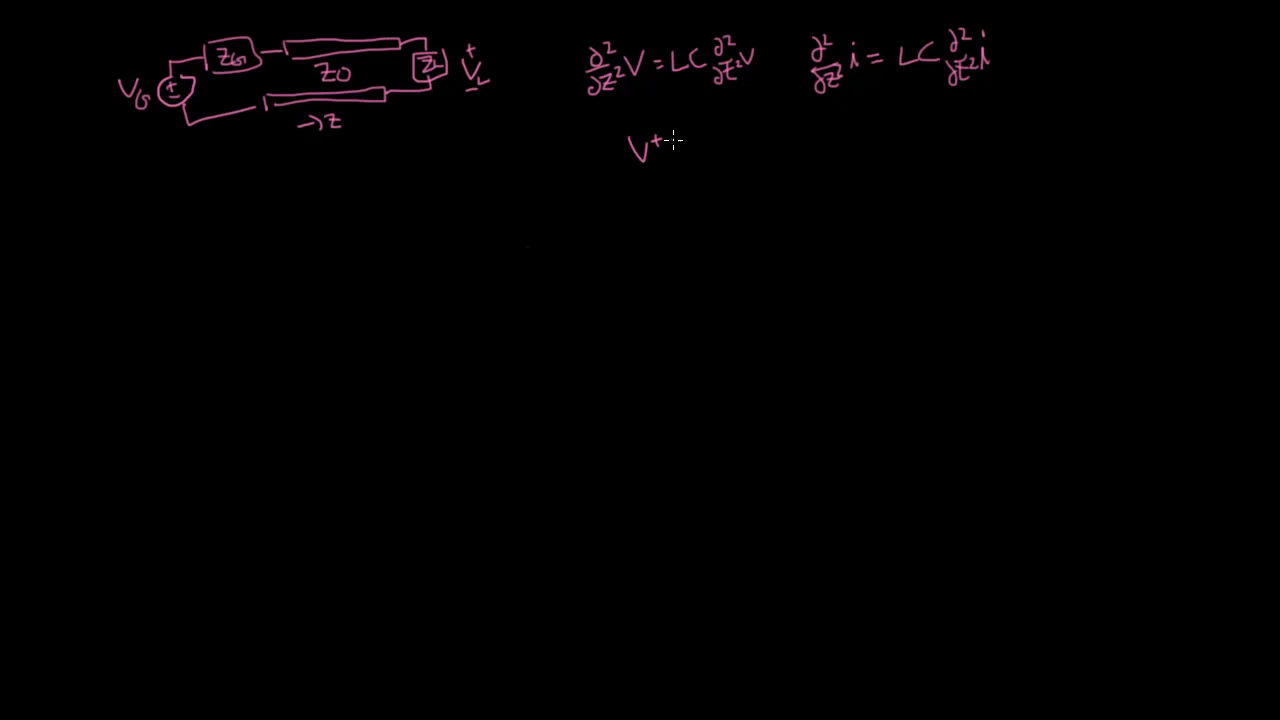 V_G ± Z_G Z_0 Z_L + V_L − → z
∂²/∂z² V = LC ∂²/∂t² V   ∂²/∂z² i = LC ∂²/∂t² i
V⁺